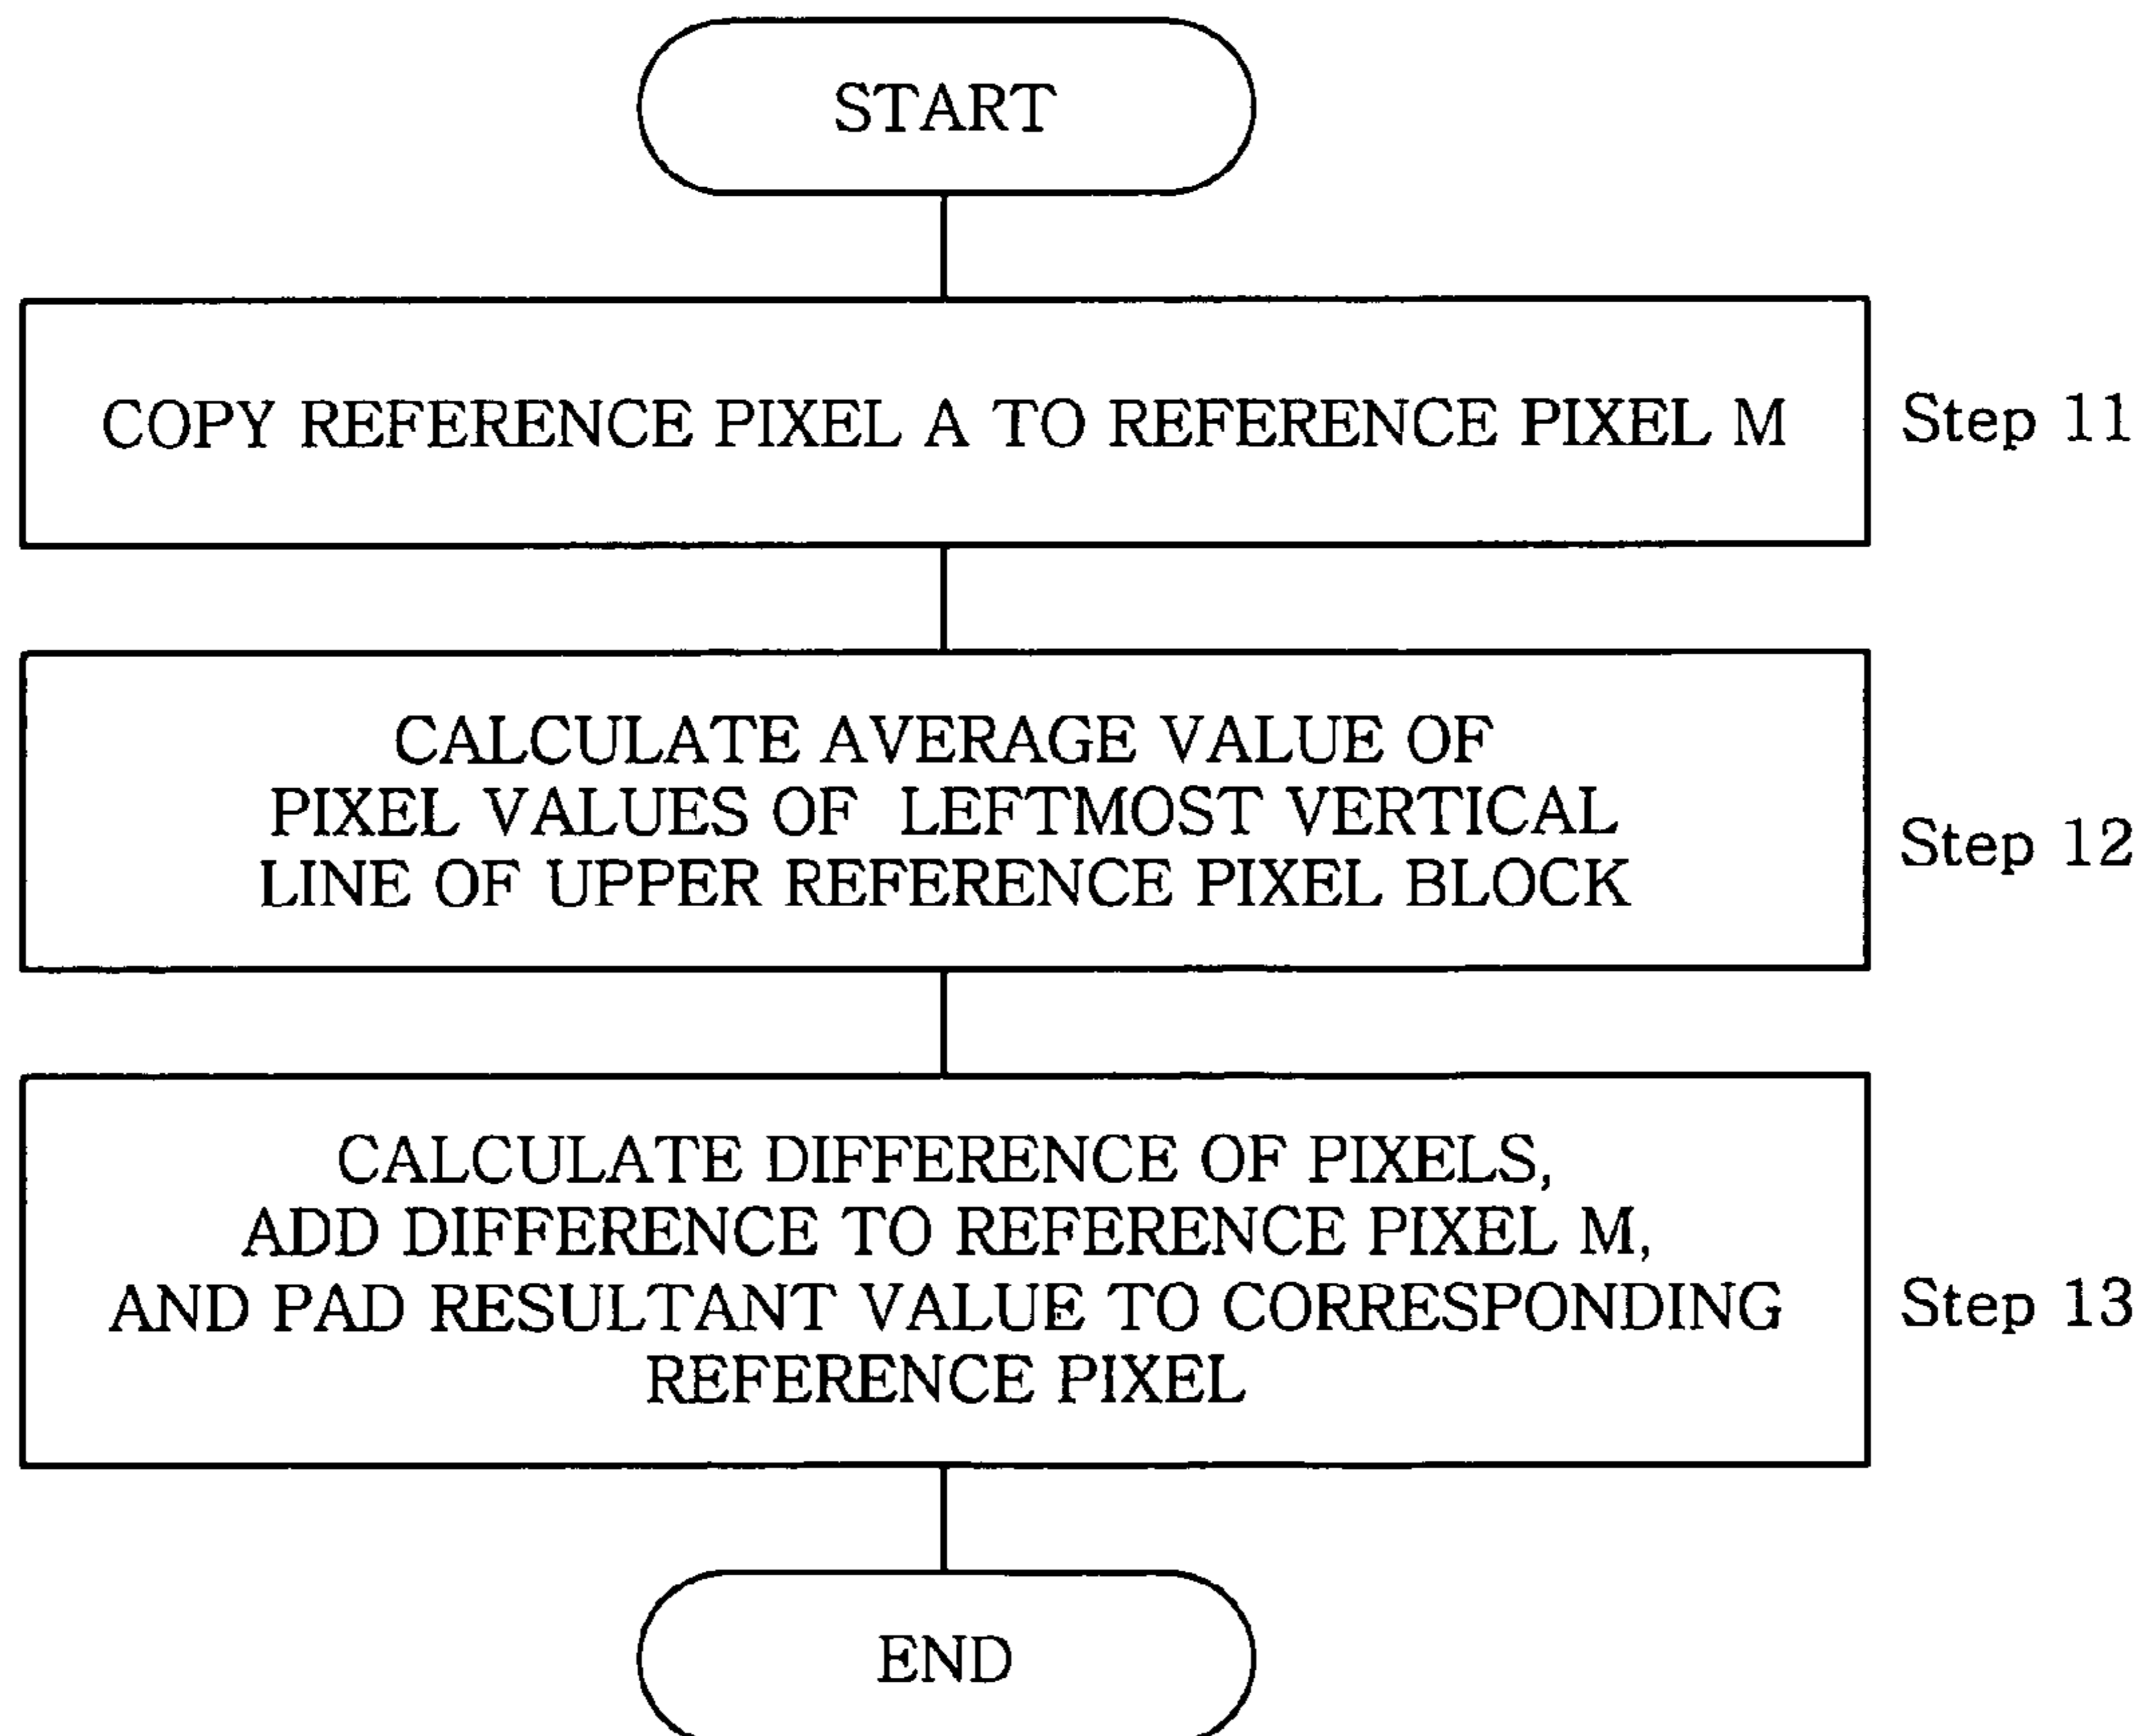 START
COPY REFERENCE PIXEL A TO REFERENCE PIXEL M
Step 11
CALCULATE AVERAGE VALUE OF
PIXEL VALUES OF LEFTMOST VERTICAL
LINE OF UPPER REFERENCE PIXEL BLOCK
Step 12
CALCULATE DIFFERENCE OF PIXELS,
ADD DIFFERENCE TO REFERENCE PIXEL M,
AND PAD RESULTANT VALUE TO CORRESPONDING
REFERENCE PIXEL
Step 13
END